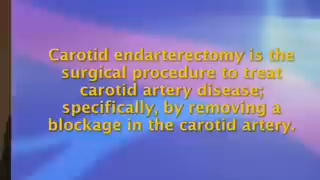 Carotid endarterectomy is the
surgical procedure to treat
carotid artery disease;
specifically, by removing a
blockage in the carotid artery.